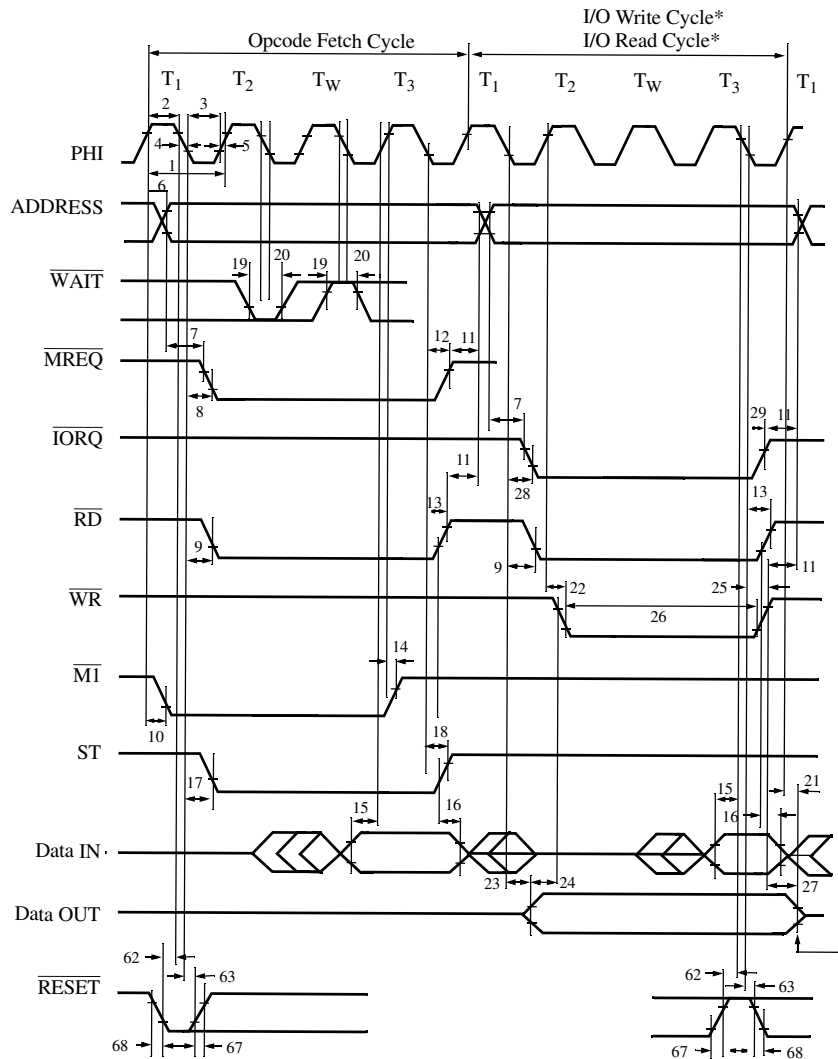 I/O Write Cycle*
Opcode Fetch Cycle I/O Read Cycle*
T1 T2 TW T3 T1 T2 TW T3 T1
2 3
PHI 4 5
1
6
ADDRESS
19 20 19 20
WAIT
7 12 11
MREQ
8 7 29 11
IORQ
11 28
13 13
RD
9 9 11
22 25
WR 26
14
M1
10 18
ST
17 21
15 16 15 16
Data IN
23 24 27
Data OUT
62 63 62 63
RESET
68 67 67 68